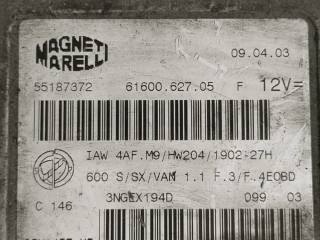 MAGNETI MARELLI
09.04.03
55187372 61600.627.05 F 12V=
IAW 4AF.M9/HW204/1902-27H
600 S/SX/VAM 1.1 F.3/F.4EOBD
C 146 3NGEX194D 099 03